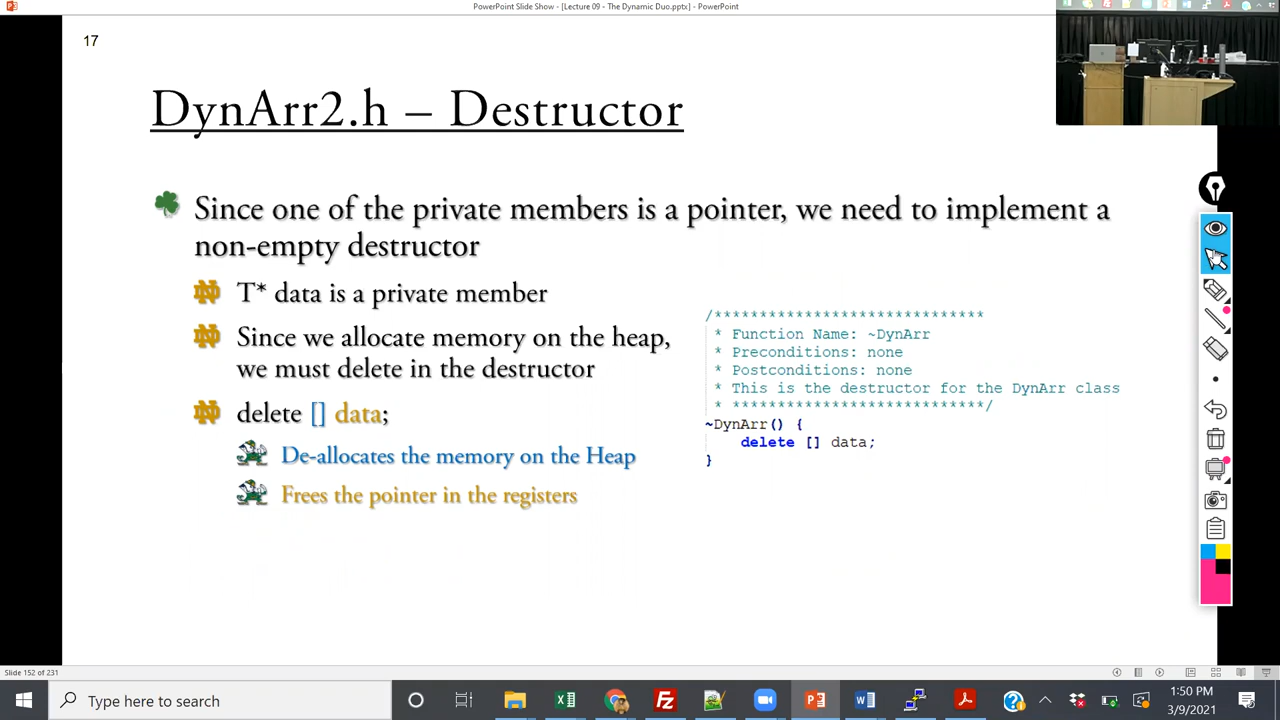 PowerPoint Slide Show - [Lecture 09 - The Dynamic Duo.pptx] - PowerPoint
17
DynArr2.h – Destructor
Since one of the private members is a pointer, we need to implement a
non-empty destructor
T* data is a private member
Since we allocate memory on the heap,
we must delete in the destructor
delete [] data;
De-allocates the memory on the Heap
Frees the pointer in the registers
/*****************************
* Function Name: ~DynArr
* Preconditions: none
* Postconditions: none
* This is the destructor for the DynArr class
* ****************************/
~DynArr() {
delete [] data;
}
Slide 152 of 231
Type here to search
1:50 PM
3/9/2021